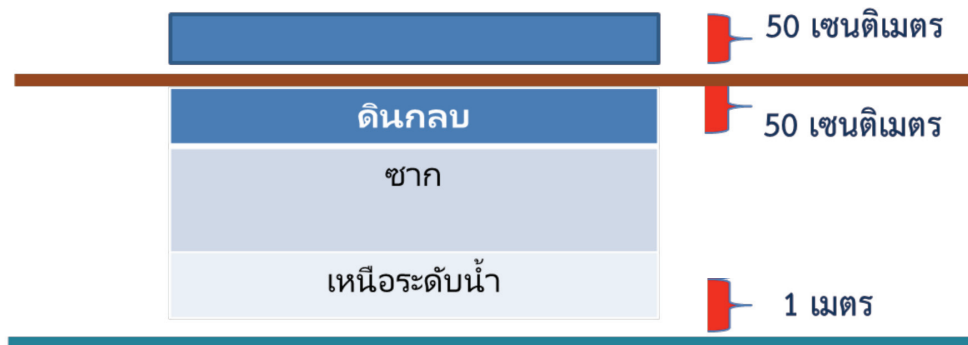 50 เซนติเมตร
ดินกลบ
50 เซนติเมตร
ซาก
เหนือระดับน้ำ
1 เมตร